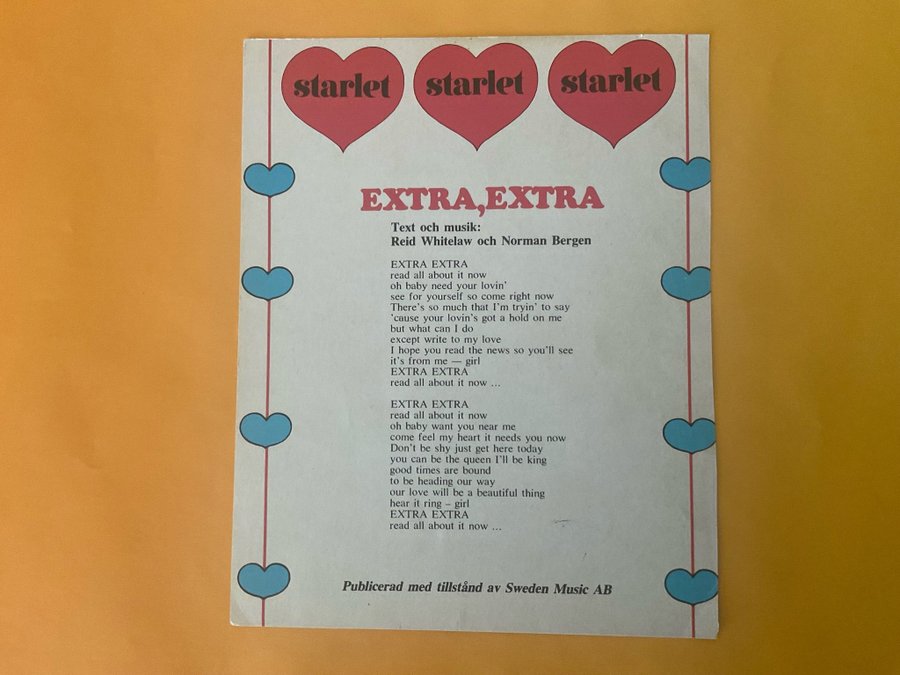 starlet starlet starlet
EXTRA, EXTRA
Text och musik:
Reid Whitelaw och Norman Bergen
EXTRA EXTRA
read all about it now
oh baby need your lovin'
see for yourself so come right now
There's so much that I'm tryin' to say
'cause your lovin's got a hold on me
but what can I do
except write to my love
I hope you read the news so you'll see
it's from me — girl
EXTRA EXTRA
read all about it now ...
EXTRA EXTRA
read all about it now
oh baby want you near me
come feel my heart it needs you now
Don't be shy just get here today
you can be the queen I'll be king
good times are bound
to be heading our way
our love will be a beautiful thing
hear it ring – girl
EXTRA EXTRA
read all about it now ...
Publicerad med tillstånd av Sweden Music AB